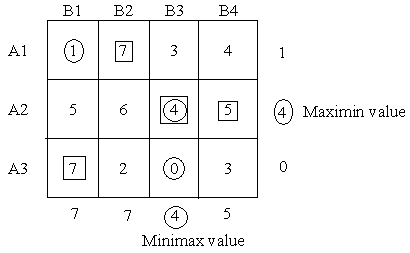 B1 B2 B3 B4
A1 1 7 3 4 1
A2 5 6 4 5 4 Maximin value
A3 7 2 0 3 0
7 7 4 5
Minimax value